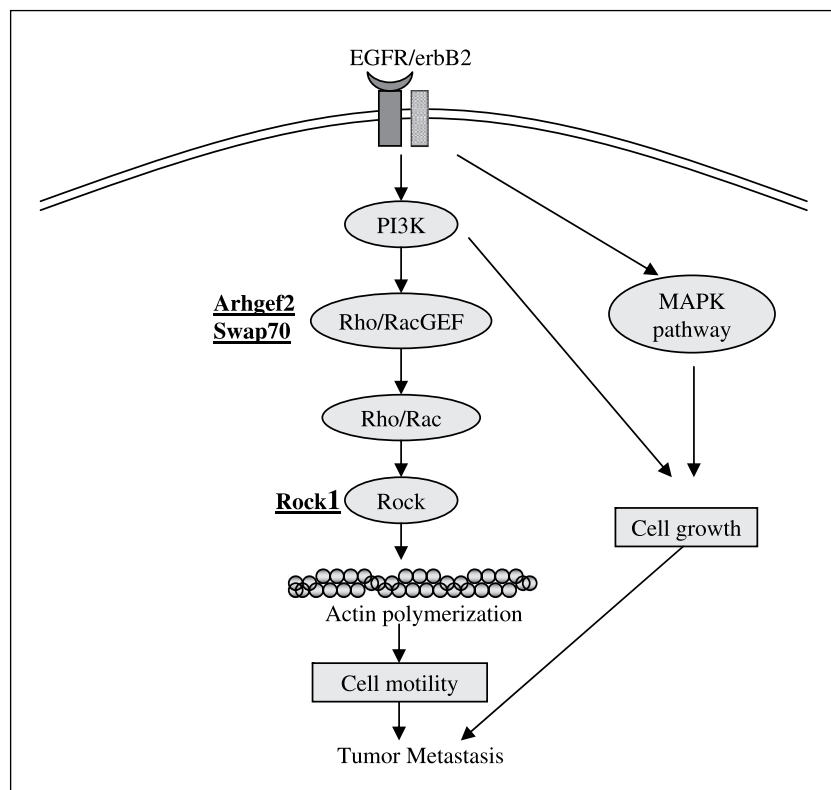 EGFR/erbB2
PI3K
Arhgef2
Swap70
Rho/RacGEF
MAPK
pathway
Rho/Rac
Rock1
Rock
Cell growth
Actin polymerization
Cell motility
Tumor Metastasis